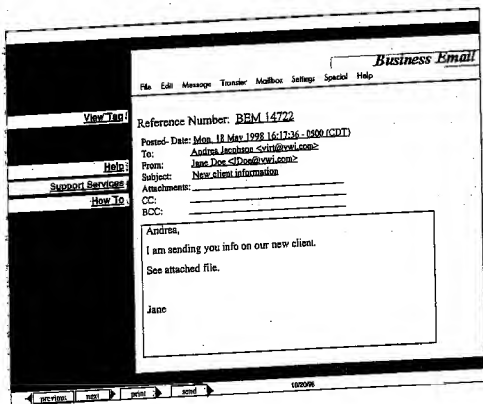 Business Email
File Edit Message Transfer Mailbox Settings Special Help
View Tag
Reference Number: BEM 14722
Posted- Date: Mon, 18 May 1998 16:17:36 - 0500 (CDT)
To: Andrea Jacobson <virt@vwi.com>
From: Jane Doe <JDoe@vwi.com>
Help
Subject: New client information
Support Services
Attachments:
How To
CC:
BCC:
Andrea,
I am sending you info on our new client.
See attached file.
Jane
previous next print send 10/20/98